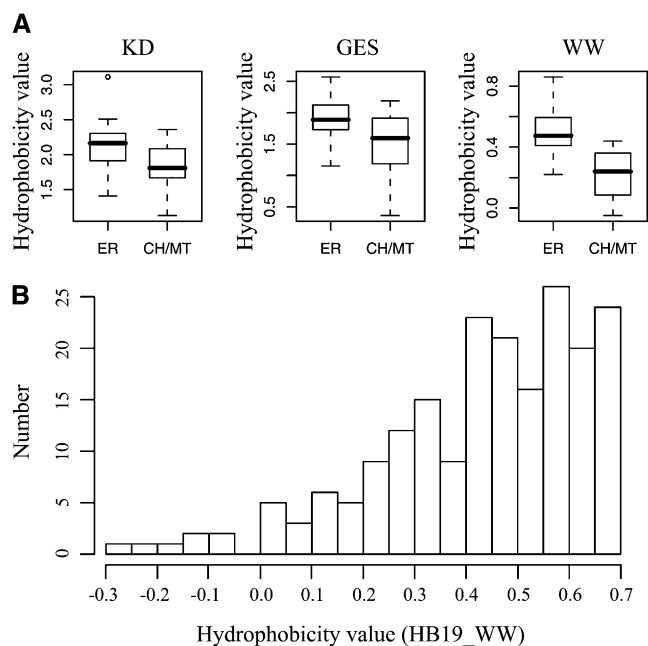 A
KD GES WW
Hydrophobicity value
3.0
2.5
2.0
1.5
ER CH/MT
Hydrophobicity value
2.5
1.5
0.5
ER CH/MT
Hydrophobicity value
0.8
0.4
0.0
ER CH/MT
B
Number
25
20
15
10
5
0
-0.3 -0.2 -0.1 0.0 0.1 0.2 0.3 0.4 0.5 0.6 0.7
Hydrophobicity value (HB19_WW)